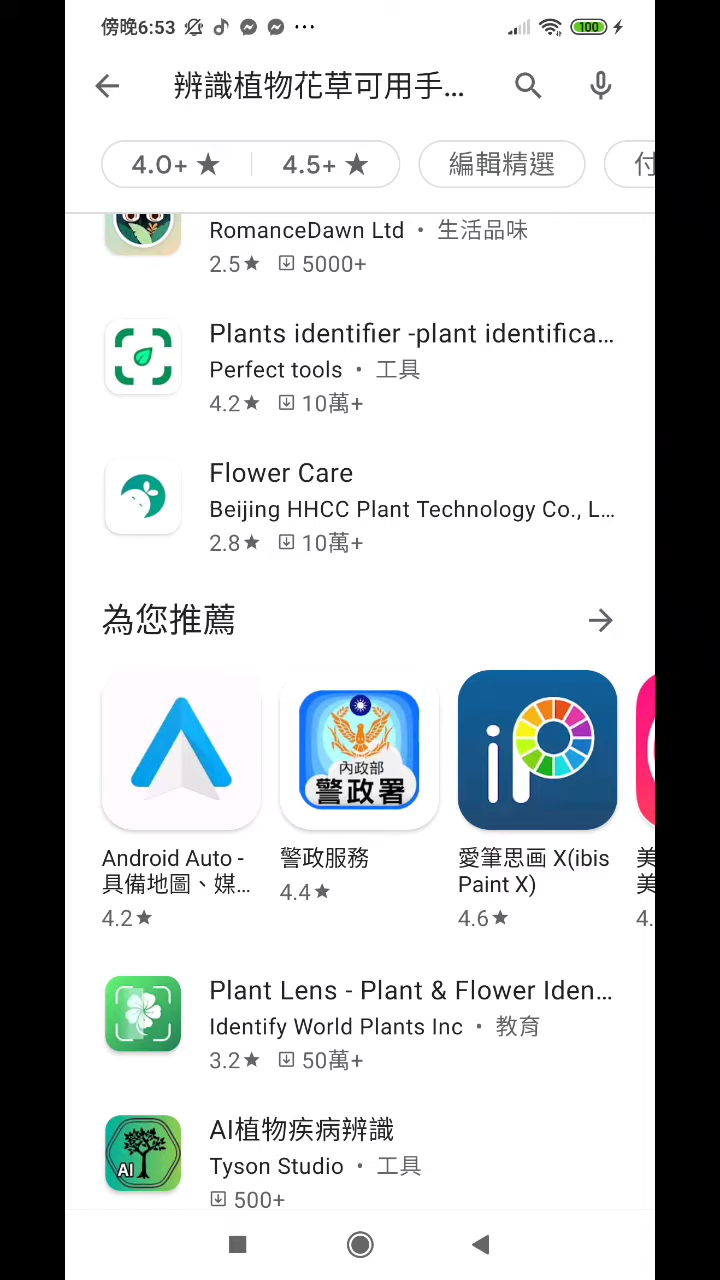 傍晚6:53
100
辨識植物花草可用手...
4.0+ ★
4.5+ ★
編輯精選
付
RomanceDawn Ltd • 生活品味
2.5★ 5000+
Plants identifier -plant identifica...
Perfect tools • 工具
4.2★ 10萬+
Flower Care
Beijing HHCC Plant Technology Co., L...
2.8★ 10萬+
為您推薦
iP
內政部
警政署
Android Auto -
具備地圖、媒...
4.2★
警政服務
4.4★
愛筆思画 X(ibis
Paint X)
4.6★
美
美
4.
Plant Lens - Plant & Flower Iden...
Identify World Plants Inc • 教育
3.2★ 50萬+
AI
AI植物疾病辨識
Tyson Studio • 工具
500+